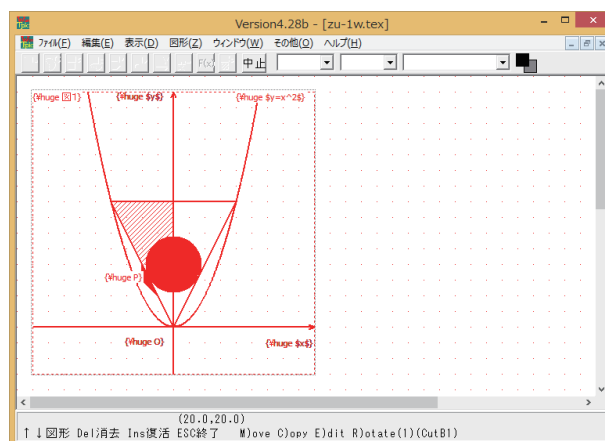 Version4.28b - [zu-1w.tex]
ファイル(F) 編集(E) 表示(D) 図形(Z) ウィンドウ(W) その他(O) ヘルプ(H)
F(x) 中止
{¥huge 図1} {¥huge $y$} {¥huge $y=x^2$}
{¥huge P}
{¥huge O} {¥huge $x$}
(20.0,20.0)
↑↓図形 Del消去 Ins復活 ESC終了 M)ove C)opy E)dit R)otate(1)(CutB1)